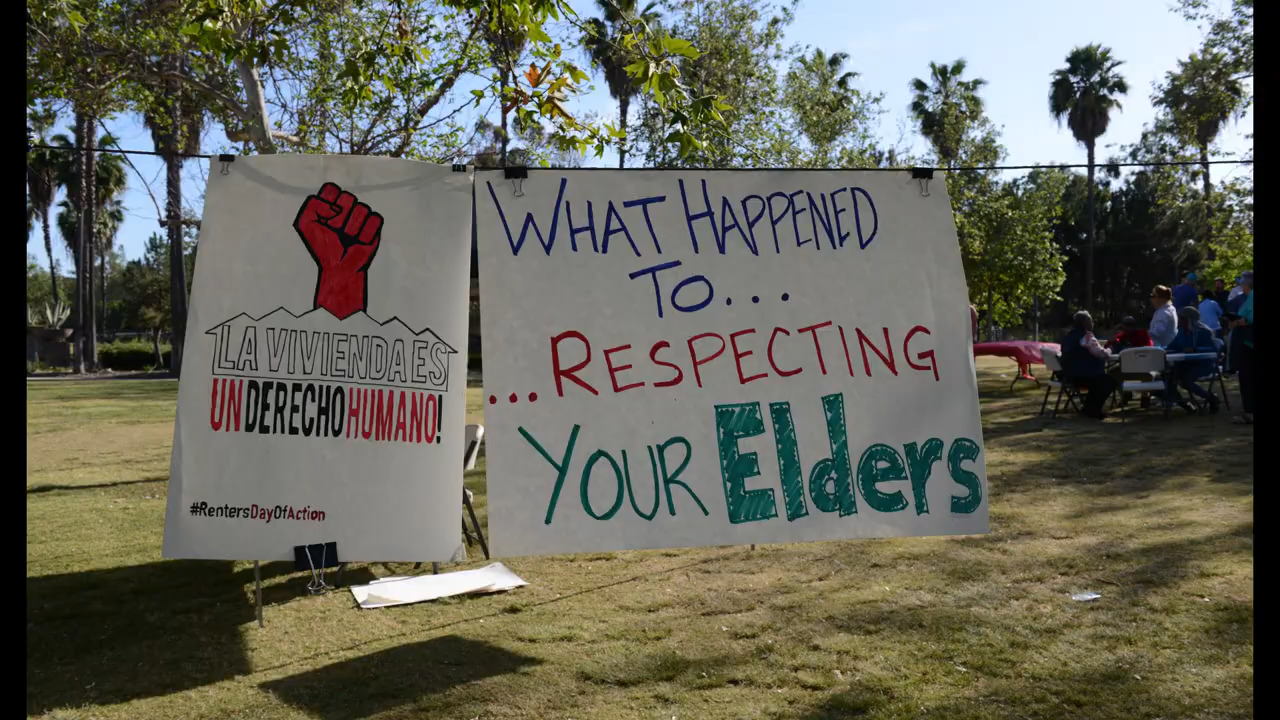 LA VIVIENDA ES
UN DERECHO HUMANO!
#RentersDayOfAction
WHAT HAPPENED
TO...
...RESPECTING
YOUR Elders